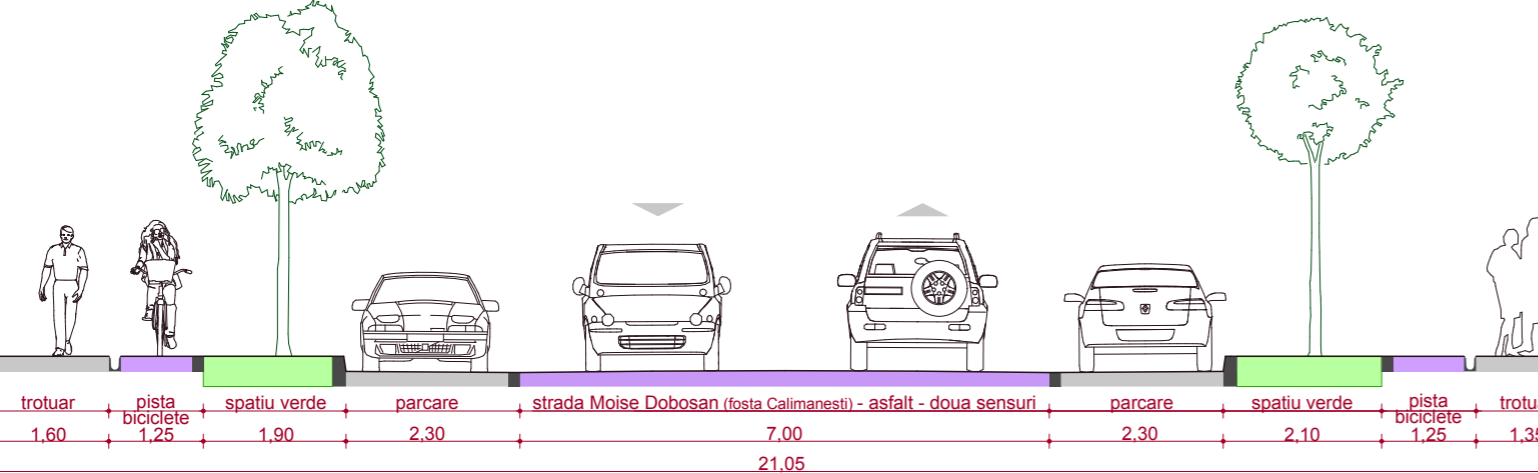 trotuar pista biciclete spatiu verde parcare strada Moise Dobosan (fosta Calimanesti) - asfalt - doua sensuri parcare spatiu verde pista biciclete
1,60 1,25 1,90 2,30 7,00 2,30 2,10 1,25
21,05